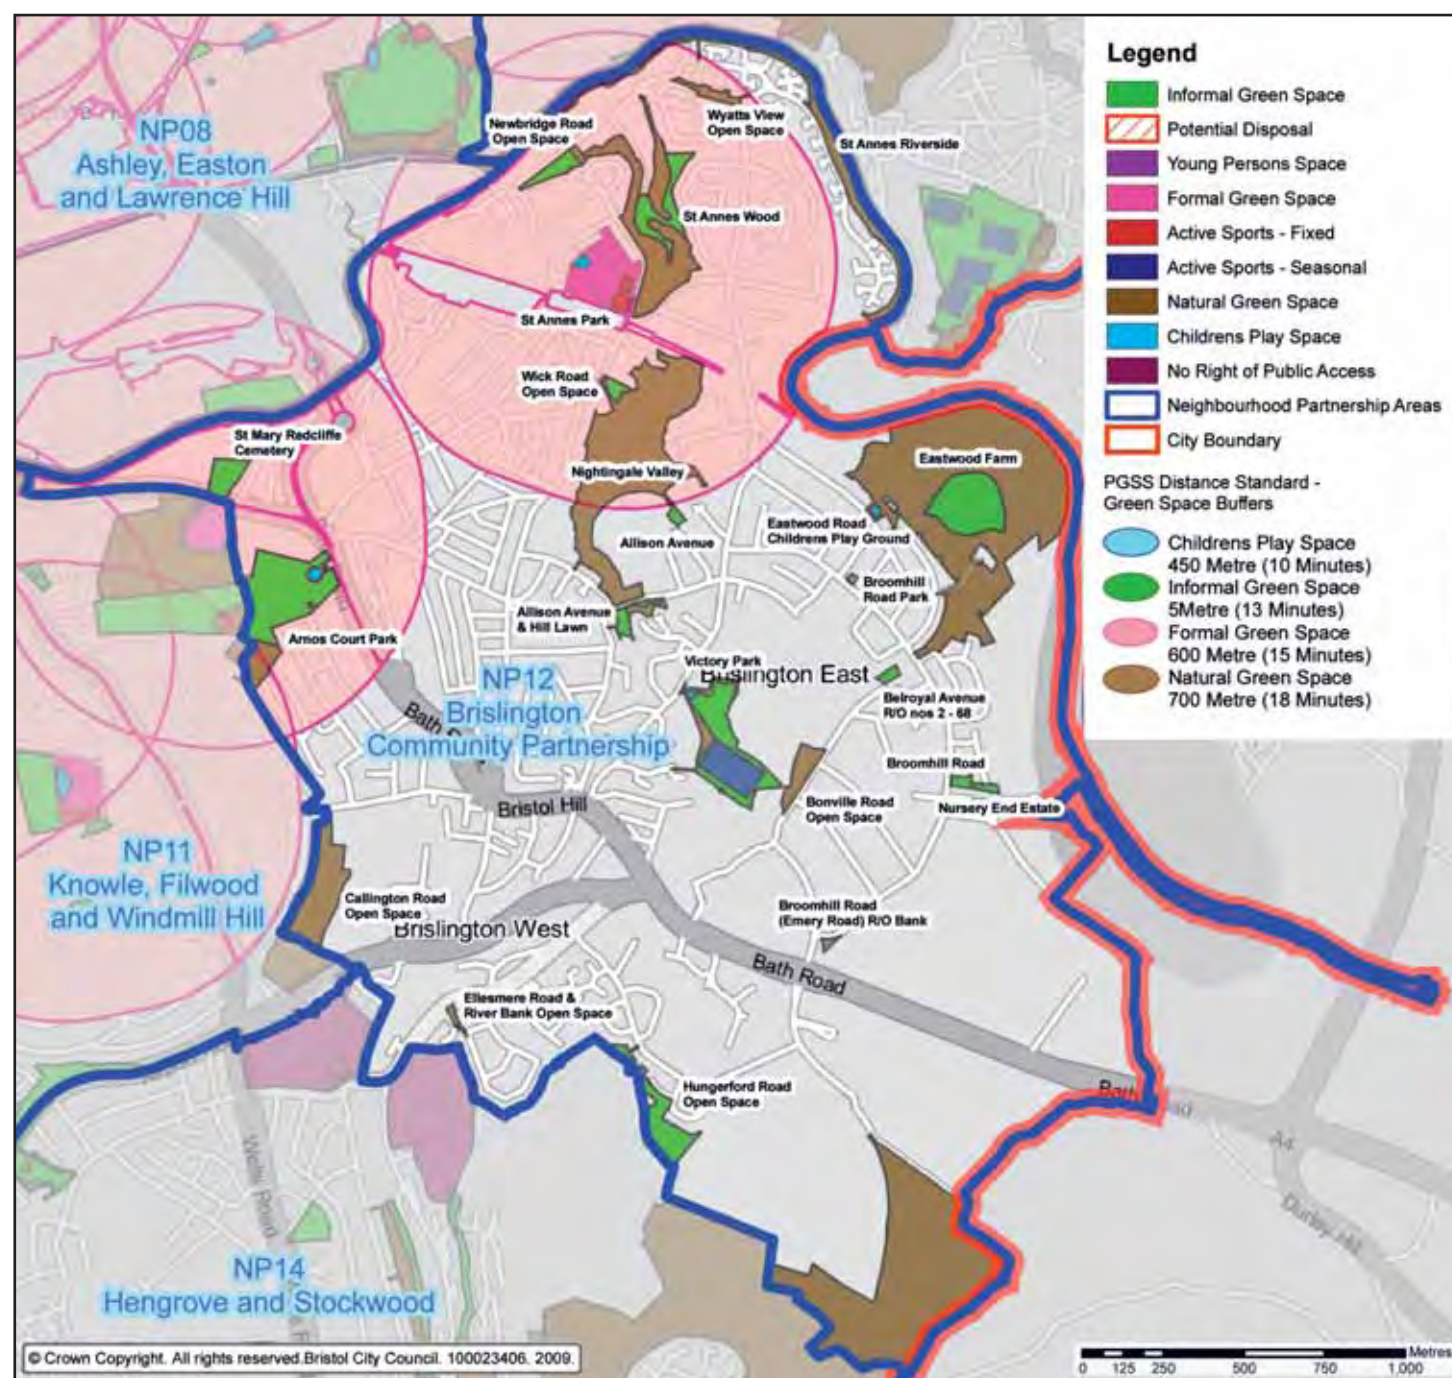 Legend
Informal Green Space
Potential Disposal
Young Persons Space
Formal Green Space
Active Sports - Fixed
Active Sports - Seasonal
Natural Green Space
Childrens Play Space
No Right of Public Access
Neighbourhood Partnership Areas
City Boundary
PGSS Distance Standard -
Green Space Buffers
Childrens Play Space
450 Metre (10 Minutes)
Informal Green Space
5Metre (13 Minutes)
Formal Green Space
600 Metre (15 Minutes)
Natural Green Space
700 Metre (18 Minutes)
NP08
Ashley, Easton
and Lawrence Hill
Newbridge Road
Open Space
Wyatts View
Open Space
St Annes Riverside
St Annes Wood
St Annes Park
Wick Road
Open Space
St Mary Redcliffe
Cemetery
Nightingale Valley
Eastwood Farm
Allison Avenue
Eastwood Road
Childrens Play Ground
Broomhill
Road Park
Allison Avenue
& Hill Lawn
Arnos Court Park
Victory Park
Brislington East
NP12
Brislington
Community Partnership
Belroyal Avenue
R/O nos 2 - 68
Bath
Broomhill Road
Bristol Hill
Bonville Road
Open Space
Nursery End Estate
NP11
Knowle, Filwood
and Windmill Hill
Callington Road
Open Space
Brislington West
Broomhill Road
(Emery Road) R/O Bank
Bath Road
Ellesmere Road &
River Bank Open Space
Hungerford Road
Open Space
Bath Road
A4
Durley Hill
Wells Road
NP14
Hengrove and Stockwood
© Crown Copyright. All rights reserved.Bristol City Council. 100023406. 2009.
Metres
0 125 250 500 750 1,000